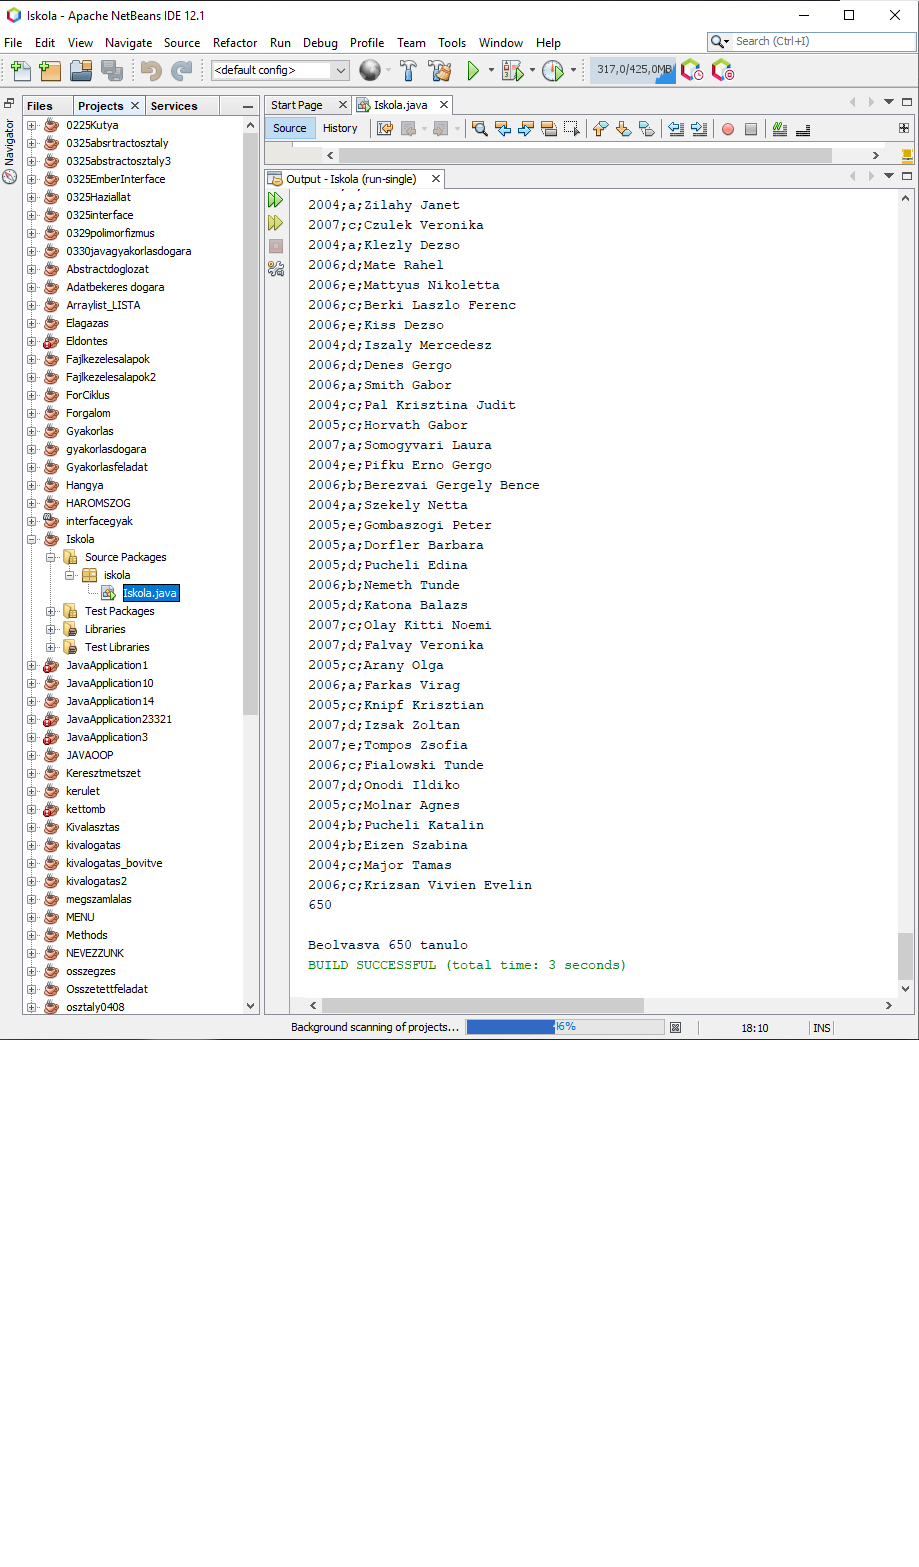 Iskola - Apache NetBeans IDE 12.1
File Edit View Navigate Source Refactor Run Debug Profile Team Tools Window Help
Search (Ctrl+I)
<default config>
317,0/425,0MB
Files Projects Services
Navigator
0225Kutya
0325absrtractosztaly
0325abstractosztaly3
0325EmberInterface
0325Haziallat
0325interface
0329polimorfizmus
0330javagyakorlasdogara
Abstractdoglozat
Adatbekeres dogara
Arraylist_LISTA
Elagazas
Eldontes
Fajlkezelesalapok
Fajlkezelesalapok2
ForCiklus
Forgalom
Gyakorlas
gyakorlasdogara
Gyakorlasfeladat
Hangya
HAROMSZOG
interfacegyak
Iskola
Source Packages
iskola
Iskola.java
Test Packages
Libraries
Test Libraries
JavaApplication1
JavaApplication10
JavaApplication14
JavaApplication23321
JavaApplication3
JAVAOOP
Keresztmetszet
kerulet
kettomb
Kivalasztas
kivalogatas
kivalogatas_bovitve
kivalogatas2
megszamlalas
MENU
Methods
NEVEZZUNK
osszegzes
Osszetettfeladat
osztaly0408
Start Page Iskola.java
Source History
Output - Iskola (run-single)
2004;a;Zilahy Janet
2007;c;Czulek Veronika
2004;a;Klezly Dezso
2006;d;Mate Rahel
2006;e;Mattyus Nikoletta
2006;c;Berki Laszlo Ferenc
2006;e;Kiss Dezso
2004;d;Iszaly Mercedesz
2006;d;Denes Gergo
2006;a;Smith Gabor
2004;c;Pal Krisztina Judit
2005;c;Horvath Gabor
2007;a;Somogyvari Laura
2004;e;Pifku Erno Gergo
2006;b;Berezvai Gergely Bence
2004;a;Szekely Netta
2005;e;Gombaszogi Peter
2005;a;Dorfler Barbara
2005;d;Pucheli Edina
2006;b;Nemeth Tunde
2005;d;Katona Balazs
2007;c;Olay Kitti Noemi
2007;d;Falvay Veronika
2005;c;Arany Olga
2006;a;Farkas Virag
2005;c;Knipf Krisztian
2007;d;Izsak Zoltan
2007;e;Tompos Zsofia
2006;c;Fialowski Tunde
2007;d;Onodi Ildiko
2005;c;Molnar Agnes
2004;b;Pucheli Katalin
2004;b;Eizen Szabina
2004;c;Major Tamas
2006;c;Krizsan Vivien Evelin
650
Beolvasva 650 tanulo
BUILD SUCCESSFUL (total time: 3 seconds)
Background scanning of projects... 18:10 INS